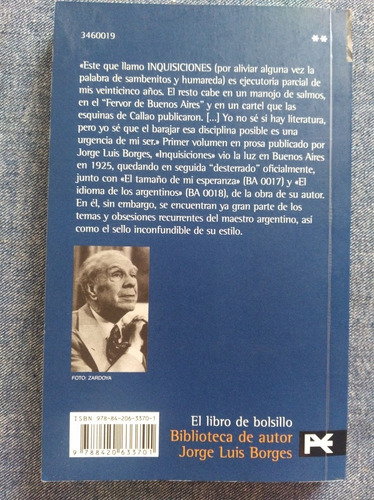 3460019
**
«Este que llamo INQUISICIONES (por aliviar alguna vez la
palabra de sambenitos y humareda) es ejecutoria parcial de
mis veinticinco años. El resto cabe en un manojo de salmos,
en el "Fervor de Buenos Aires" y en un cartel que las
esquinas de Callao publicaron. [...] Yo no sé si hay literatura,
pero yo sé que el barajar esa disciplina posible es una
urgencia de mi ser.» Primer volumen en prosa publicado por
Jorge Luis Borges, «Inquisiciones» vio la luz en Buenos Aires
en 1925, quedando en seguida "desterrado" oficialmente,
junto con «El tamaño de mi esperanza» (BA 0017) y «El
idioma de los argentinos» (BA 0018), de la obra de su autor.
En él, sin embargo, se encuentran ya gran parte de los
temas y obsesiones recurrentes del maestro argentino, así
como el sello inconfundible de su estilo.
FOTO: ZARDOYA
ISBN 978-84-206-3370-1
9 788420 633701
El libro de bolsillo
Biblioteca de autor
Jorge Luis Borges